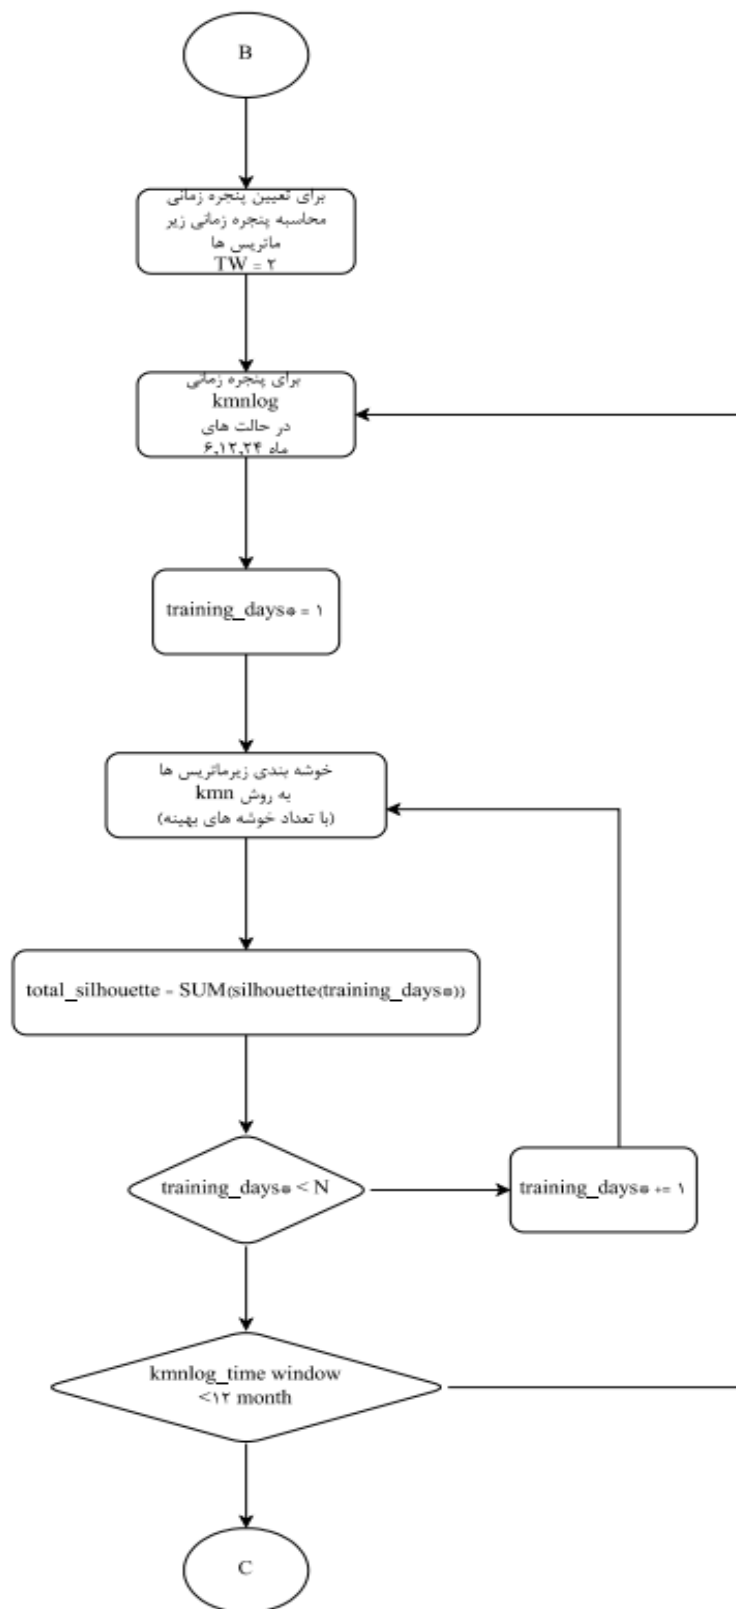 B
برای تعیین پنجره زمانی
محاسبه پنجره زمانی زیر
ماتریس ها
TW = ۲
برای پنجره زمانی
kmnlog
در حالت های
۶,۱۲,۲۴ ماه
training_days* = ۱
خوشه بندی زیرماتریس ها
به روش kmn
(با تعداد خوشه های بهینه)
total_silhouette = SUM(silhouette(training_days*))
training_days* < N
training_days* += ۱
kmnlog_time window
<۱۲ month
C